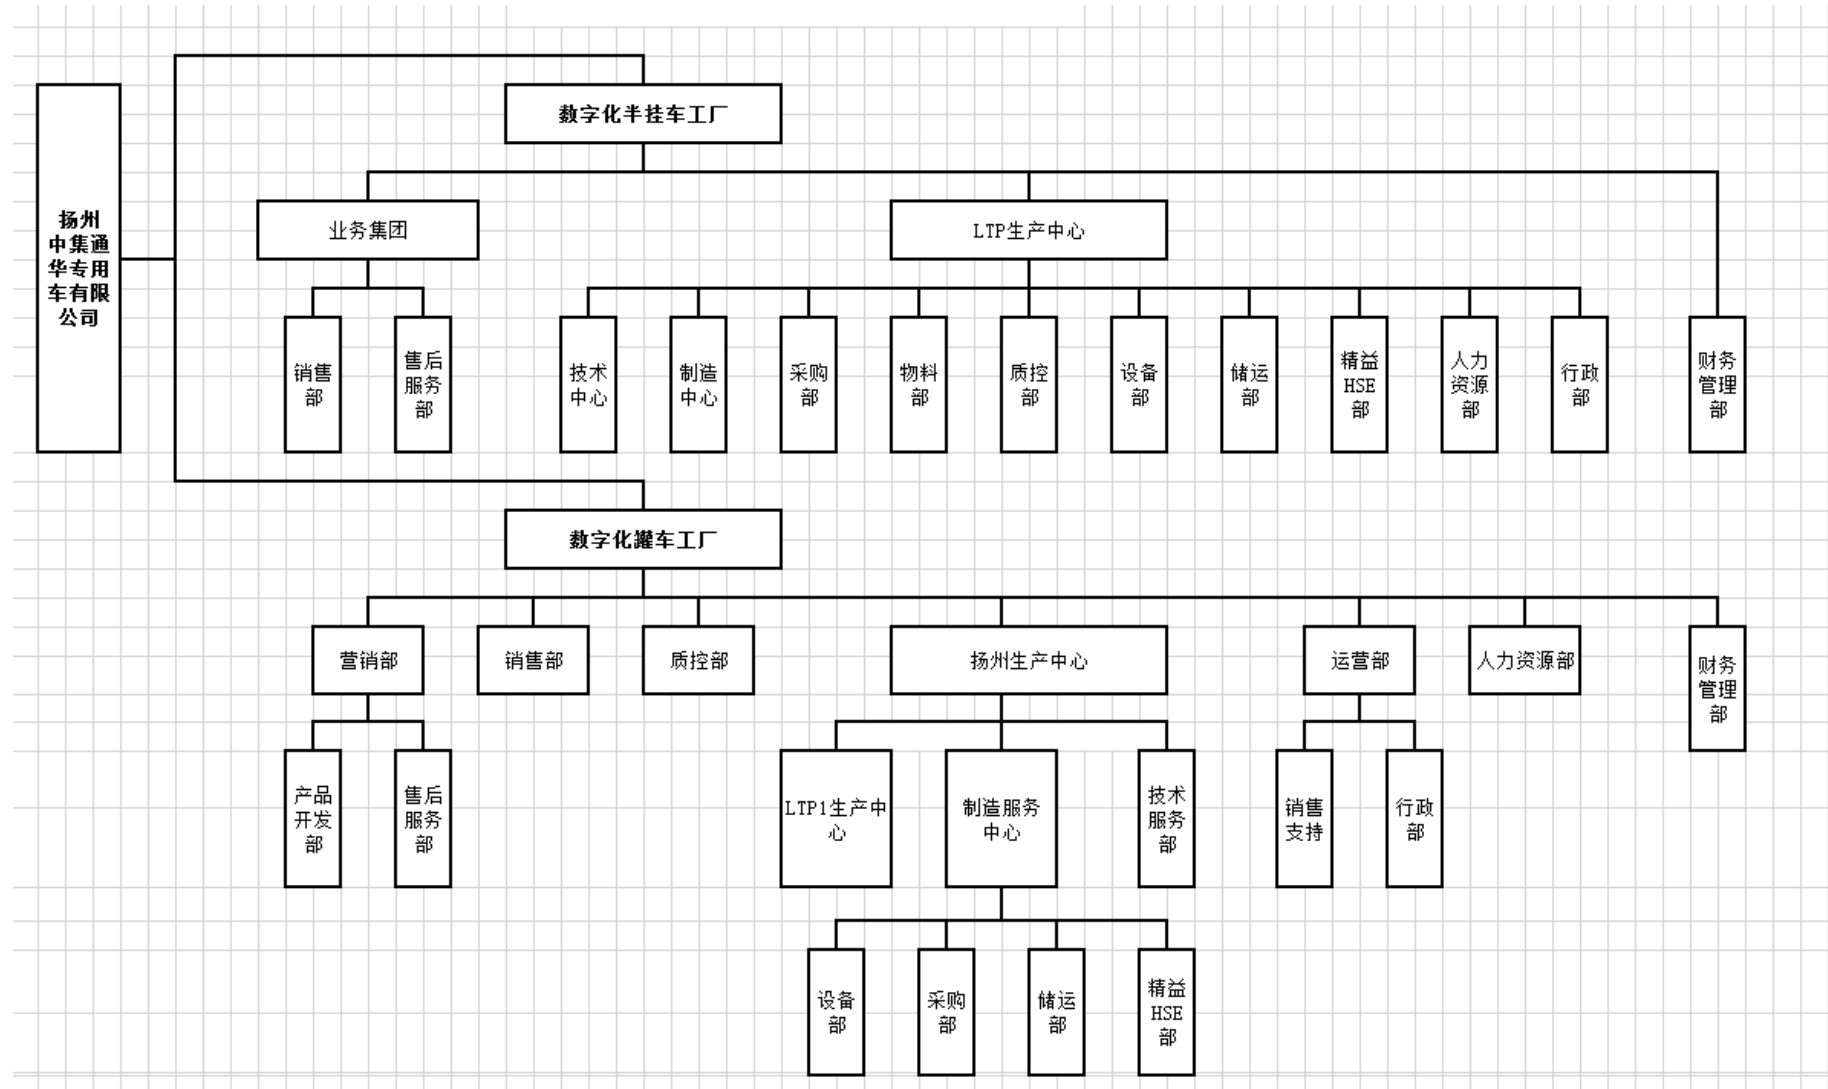 数字化半挂车工厂
扬州
中集通
华专用
车有限
公司
业务集团
LTP生产中心
销售
部
售后
服务
部
技术
中心
制造
中心
采购
部
物料
部
质控
部
设备
部
储运
部
精益
HSE
部
人力
资源
部
行政
部
财务
管理
部
数字化罐车工厂
营销部
销售部
质控部
扬州生产中心
运营部
人力资源部
财务
管理
部
产品
开发
部
售后
服务
部
LTP1生产中
心
制造服务
中心
技术
服务
部
销售
支持
行政
部
设备
部
采购
部
储运
部
精益
HSE
部